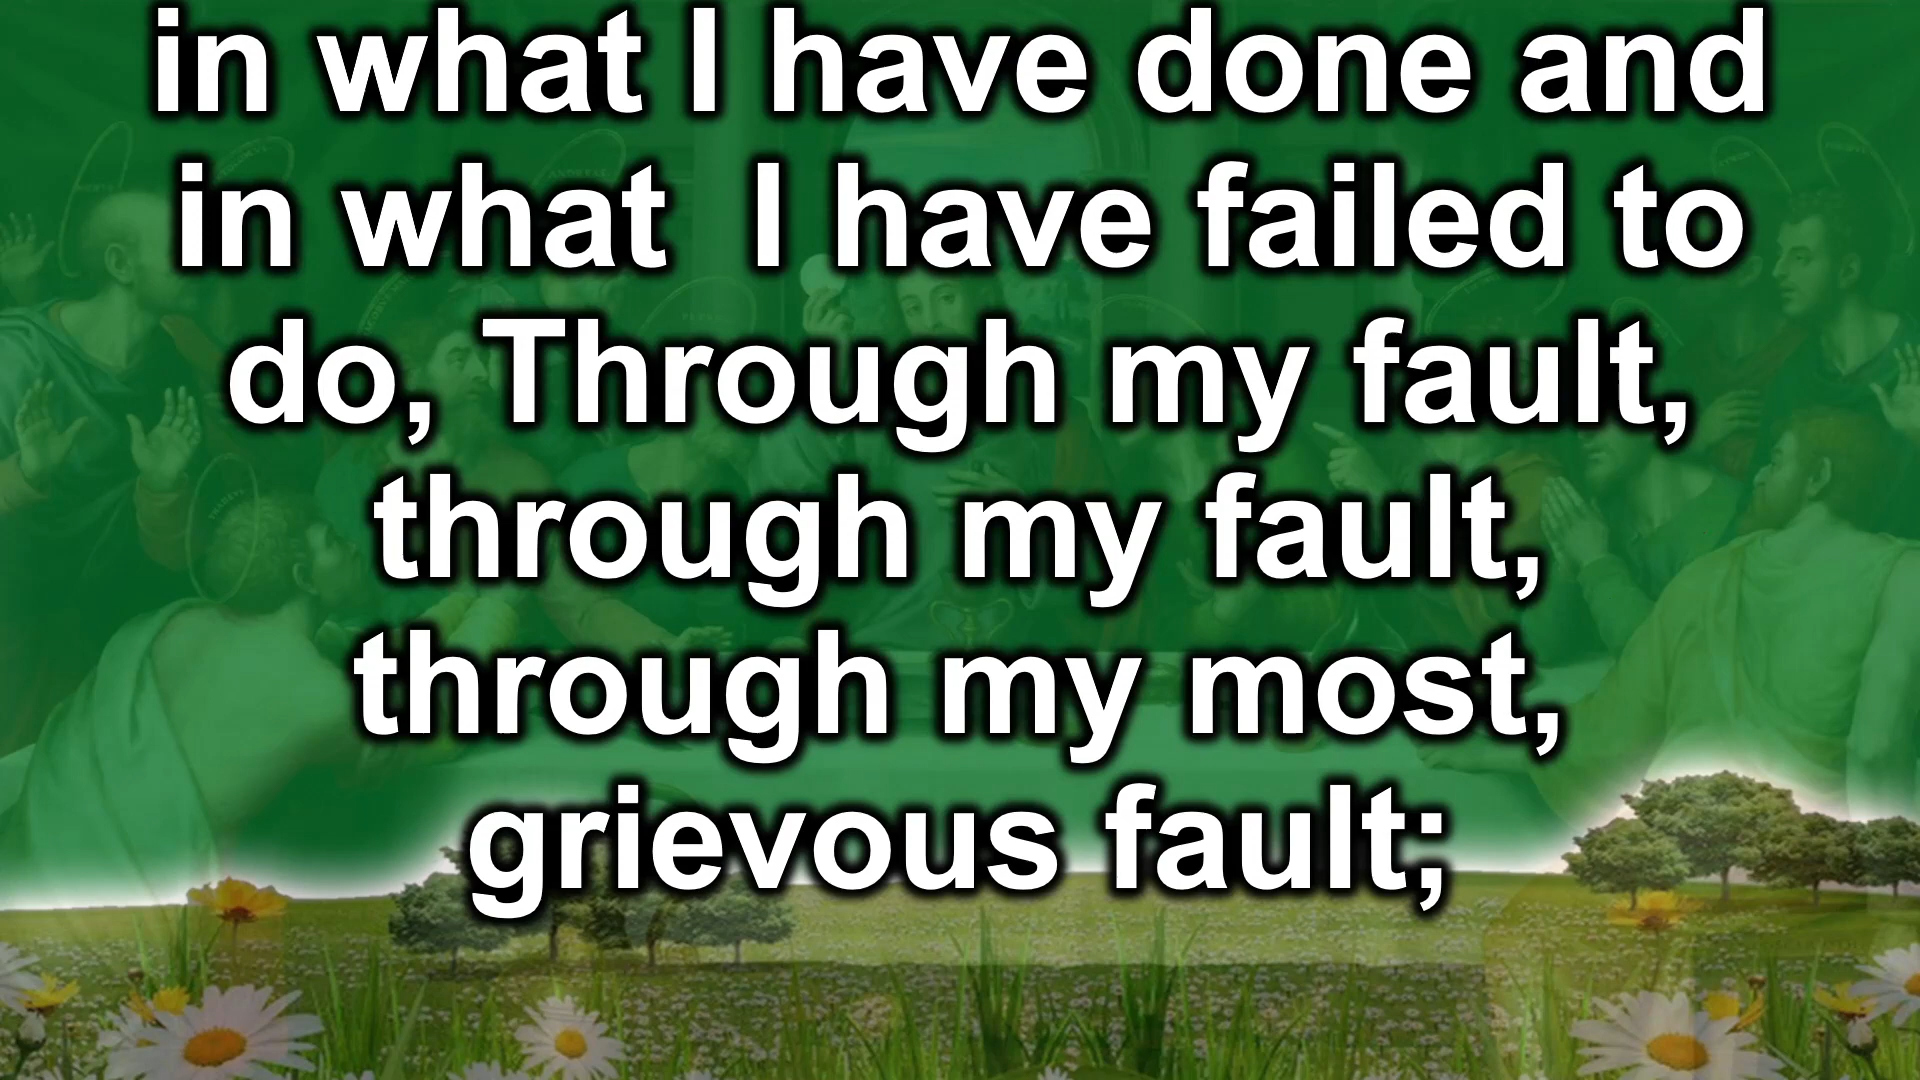 in what I have done and
in what  I have failed to
do, Through my fault,
through my fault,
through my most,
grievous fault;